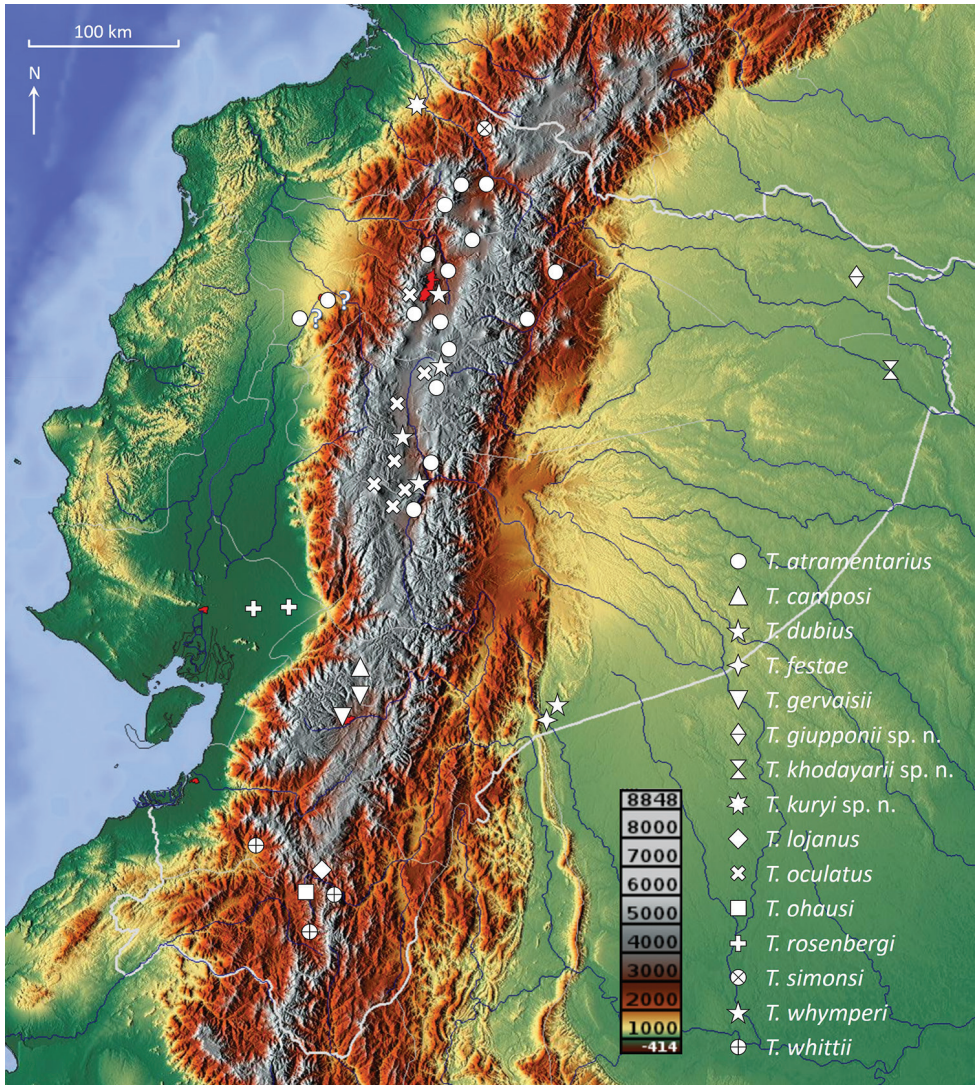 100 km
N
?
?
T. atramentarius
T. camposi
T. dubius
T. festae
T. gervaisii
T. giupponii sp. n.
T. khodayarii sp. n.
T. kuryi sp. n.
T. lojanus
T. oculatus
T. ohausi
T. rosenbergi
T. simonsi
T. whymperi
T. whittii
8848
8000
7000
6000
5000
4000
3000
2000
1000
-414